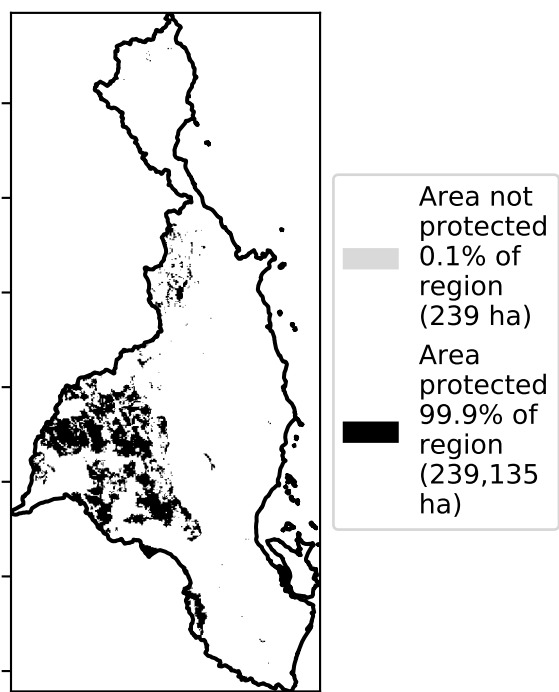 Area not
protected
0.1% of
region
(239 ha)
Area
protected
99.9% of
region
(239,135
ha)